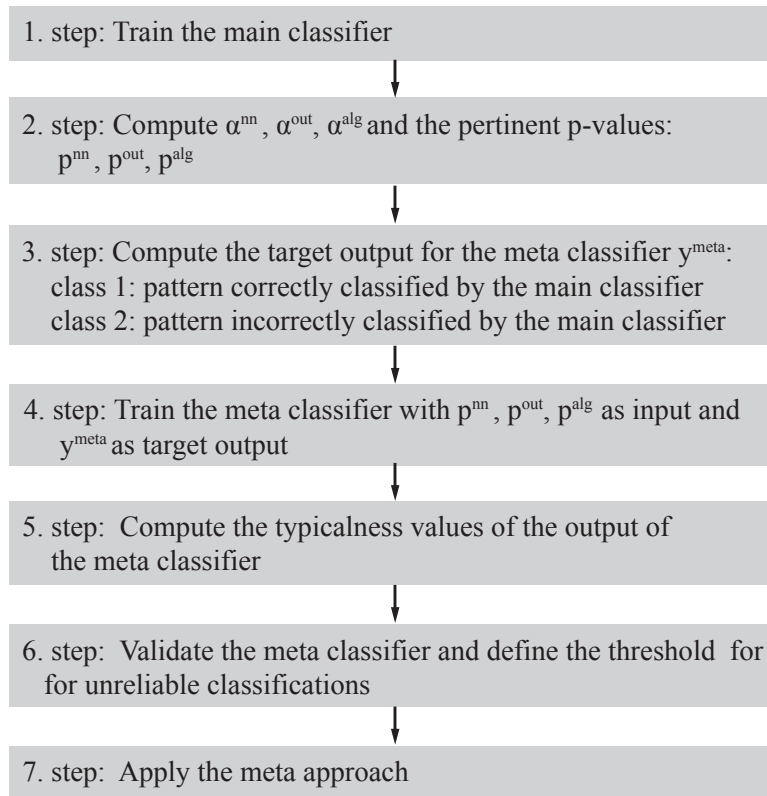 1. step: Train the main classifier
2. step: Compute αⁿⁿ, αᵒᵘᵗ, αᵃˡᵍ and the pertinent p-values:
pⁿⁿ, pᵒᵘᵗ, pᵃˡᵍ
3. step: Compute the target output for the meta classifier yᵐᵉᵗᵃ:
class 1: pattern correctly classified by the main classifier
class 2: pattern incorrectly classified by the main classifier
4. step: Train the meta classifier with pⁿⁿ, pᵒᵘᵗ, pᵃˡᵍ as input and
yᵐᵉᵗᵃ as target output
5. step: Compute the typicalness values of the output of
the meta classifier
6. step: Validate the meta classifier and define the threshold for
for unreliable classifications
7. step: Apply the meta approach